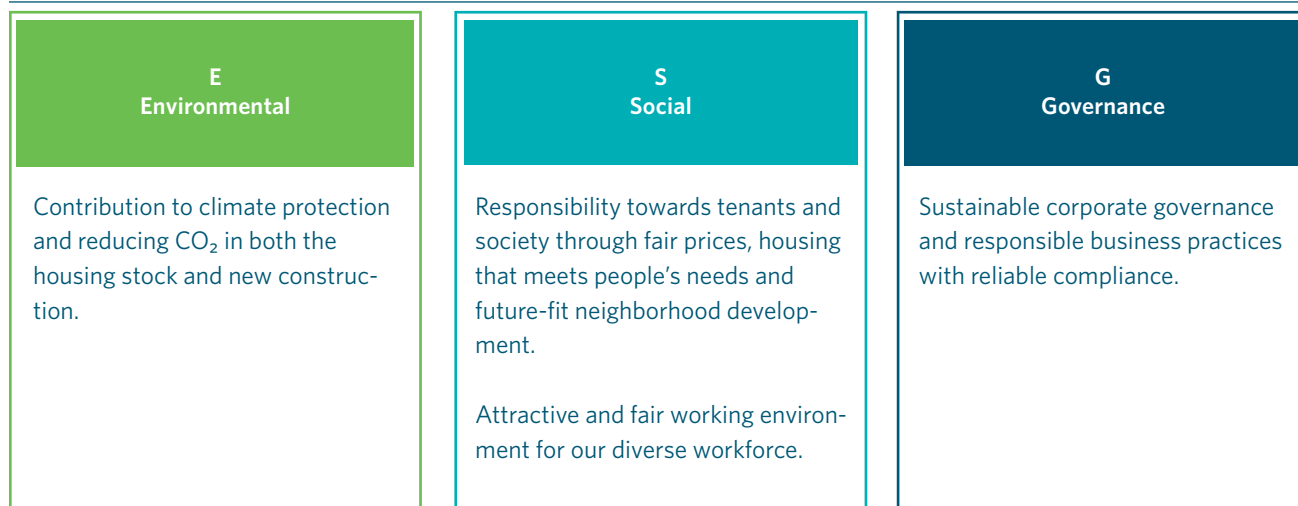 E
Environmental
Contribution to climate protection
and reducing CO₂ in both the
housing stock and new construc-
tion.
S
Social
Responsibility towards tenants and
society through fair prices, housing
that meets people’s needs and
future-fit neighborhood develop-
ment.
Attractive and fair working environ-
ment for our diverse workforce.
G
Governance
Sustainable corporate governance
and responsible business practices
with reliable compliance.